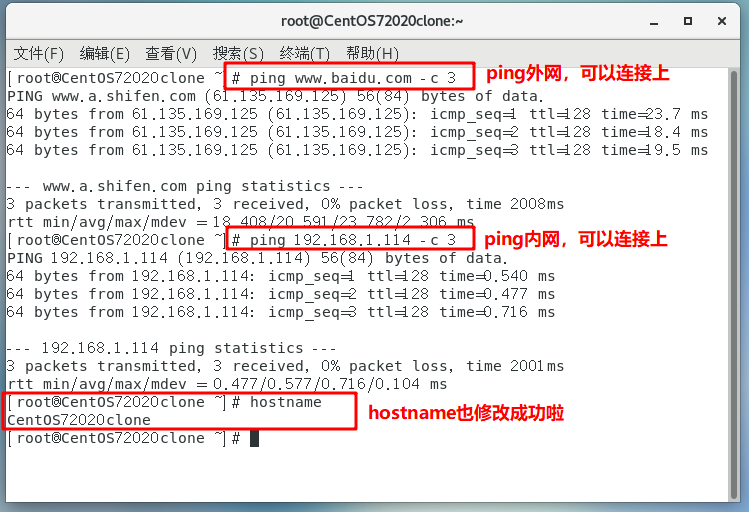 root@CentOS72020clone:~
文件(F) 编辑(E) 查看(V) 搜索(S) 终端(T) 帮助(H)
[root@CentOS72020clone ~]# ping www.baidu.com -c 3 ping外网，可以连接上
PING www.a.shifen.com (61.135.169.125) 56(84) bytes of data.
64 bytes from 61.135.169.125 (61.135.169.125): icmp_seq=1 ttl=128 time=23.7 ms
64 bytes from 61.135.169.125 (61.135.169.125): icmp_seq=2 ttl=128 time=18.4 ms
64 bytes from 61.135.169.125 (61.135.169.125): icmp_seq=3 ttl=128 time=19.5 ms
--- www.a.shifen.com ping statistics ---
3 packets transmitted, 3 received, 0% packet loss, time 2008ms
rtt min/avg/max/mdev = 18.408/20.591/23.782/2.306 ms
[root@CentOS72020clone ~]# ping 192.168.1.114 -c 3 ping内网，可以连接上
PING 192.168.1.114 (192.168.1.114) 56(84) bytes of data.
64 bytes from 192.168.1.114: icmp_seq=1 ttl=128 time=0.540 ms
64 bytes from 192.168.1.114: icmp_seq=2 ttl=128 time=0.477 ms
64 bytes from 192.168.1.114: icmp_seq=3 ttl=128 time=0.716 ms
--- 192.168.1.114 ping statistics ---
3 packets transmitted, 3 received, 0% packet loss, time 2001ms
rtt min/avg/max/mdev = 0.477/0.577/0.716/0.104 ms
[root@CentOS72020clone ~]# hostname
CentOS72020clone hostname也修改成功啦
[root@CentOS72020clone ~]#